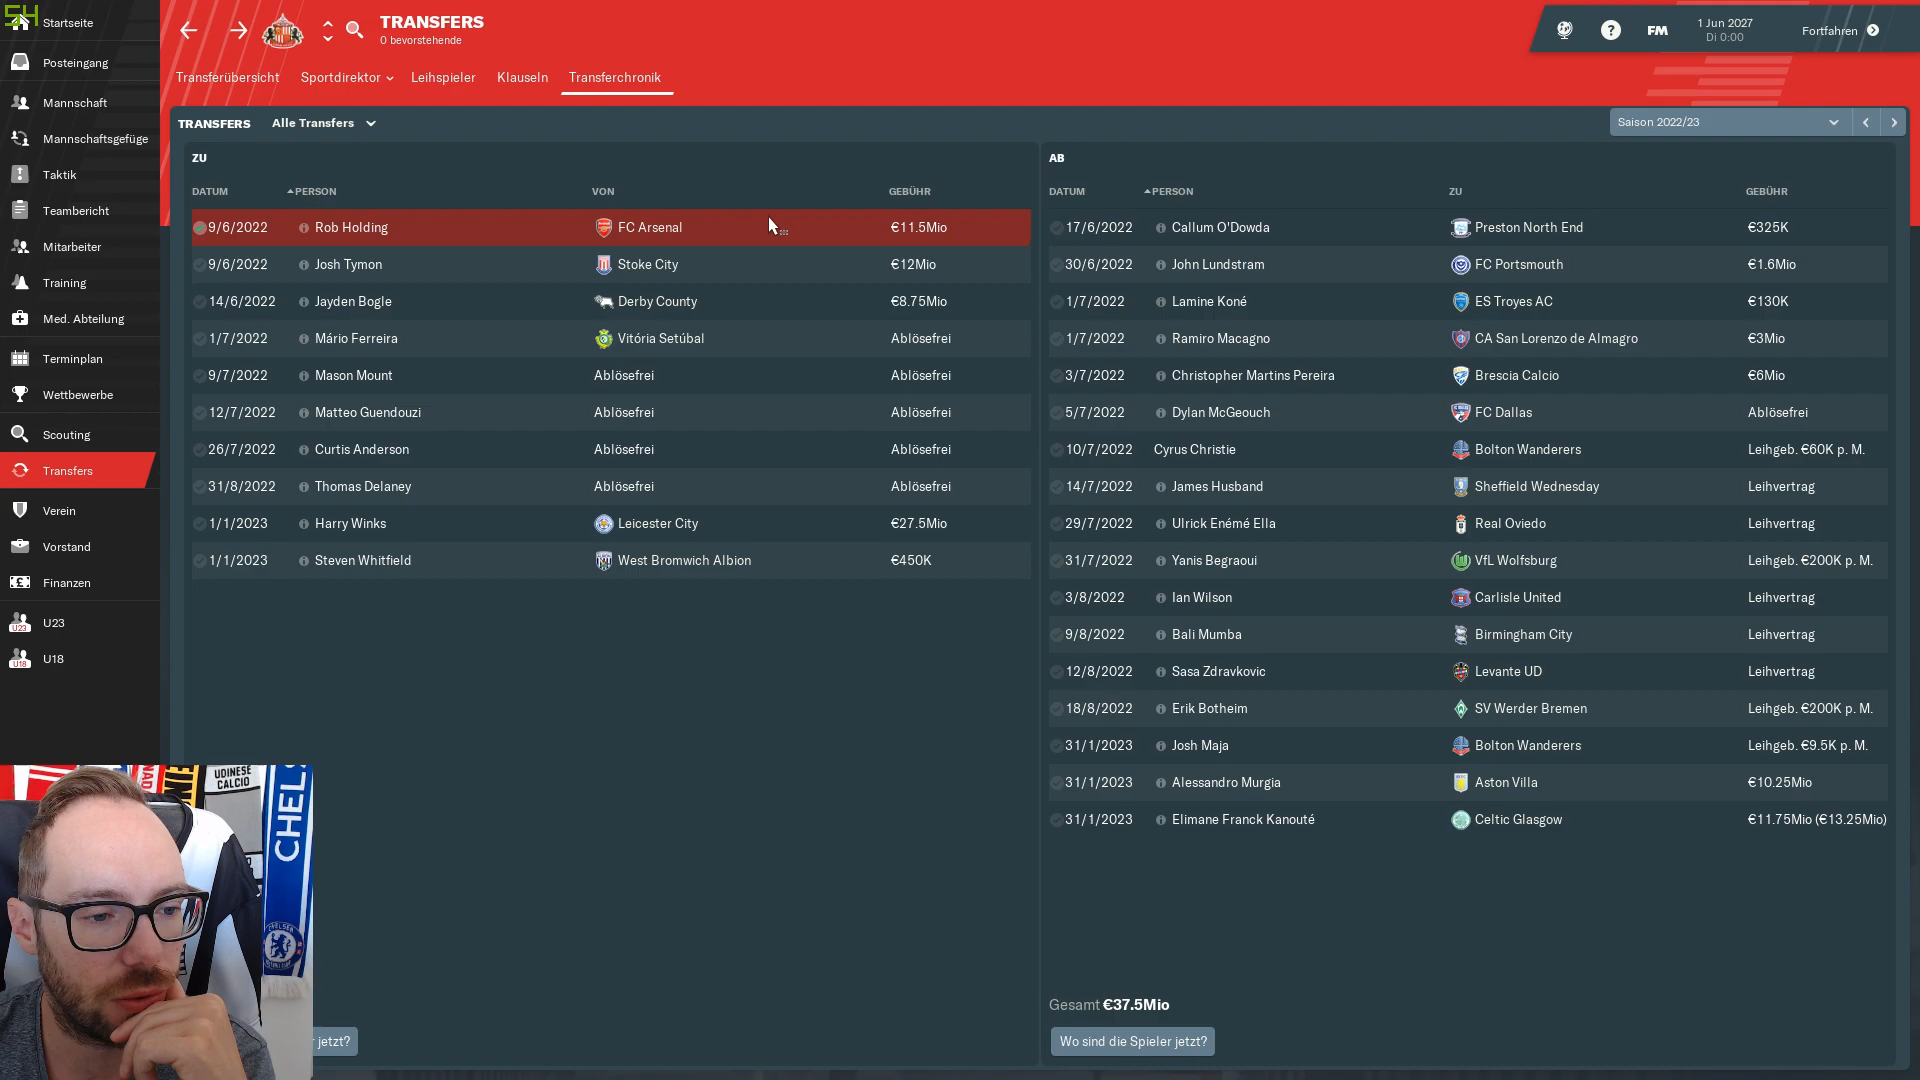 54
Startseite
Posteingang
Mannschaft
Mannschaftsgefüge
Taktik
Teambericht
Mitarbeiter
Training
Med. Abteilung
Terminplan
Wettbewerbe
Scouting
Transfers
Verein
Vorstand
Finanzen
U23
U18
TRANSFERS
0 bevorstehende
FM
1 Jun 2027
Di 0:00
Fortfahren
Transferübersicht Sportdirektor Leihspieler Klauseln Transferchronik
TRANSFERS Alle Transfers
Saison 2022/23
ZU
DATUM PERSON VON GEBÜHR
9/6/2022 Rob Holding FC Arsenal €11.5Mio
9/6/2022 Josh Tymon Stoke City €12Mio
14/6/2022 Jayden Bogle Derby County €8.75Mio
1/7/2022 Mário Ferreira Vitória Setúbal Ablösefrei
9/7/2022 Mason Mount Ablösefrei Ablösefrei
12/7/2022 Matteo Guendouzi Ablösefrei Ablösefrei
26/7/2022 Curtis Anderson Ablösefrei Ablösefrei
31/8/2022 Thomas Delaney Ablösefrei Ablösefrei
1/1/2023 Harry Winks Leicester City €27.5Mio
1/1/2023 Steven Whitfield West Bromwich Albion €450K
AB
DATUM PERSON ZU GEBÜHR
17/6/2022 Callum O'Dowda Preston North End €325K
30/6/2022 John Lundstram FC Portsmouth €1.6Mio
1/7/2022 Lamine Koné ES Troyes AC €130K
1/7/2022 Ramiro Macagno CA San Lorenzo de Almagro €3Mio
3/7/2022 Christopher Martins Pereira Brescia Calcio €6Mio
5/7/2022 Dylan McGeouch FC Dallas Ablösefrei
10/7/2022 Cyrus Christie Bolton Wanderers Leihgeb. €60K p. M.
14/7/2022 James Husband Sheffield Wednesday Leihvertrag
29/7/2022 Ulrick Enémé Ella Real Oviedo Leihvertrag
31/7/2022 Yanis Begraoui VfL Wolfsburg Leihgeb. €200K p. M.
3/8/2022 Ian Wilson Carlisle United Leihvertrag
9/8/2022 Bali Mumba Birmingham City Leihvertrag
12/8/2022 Sasa Zdravkovic Levante UD Leihvertrag
18/8/2022 Erik Botheim SV Werder Bremen Leihgeb. €200K p. M.
31/1/2023 Josh Maja Bolton Wanderers Leihgeb. €9.5K p. M.
31/1/2023 Alessandro Murgia Aston Villa €10.25Mio
31/1/2023 Elimane Franck Kanouté Celtic Glasgow €11.75Mio (€13.25Mio)
Gesamt €37.5Mio
r jetzt?
Wo sind die Spieler jetzt?
UDINESE
CALCIO
CHEL